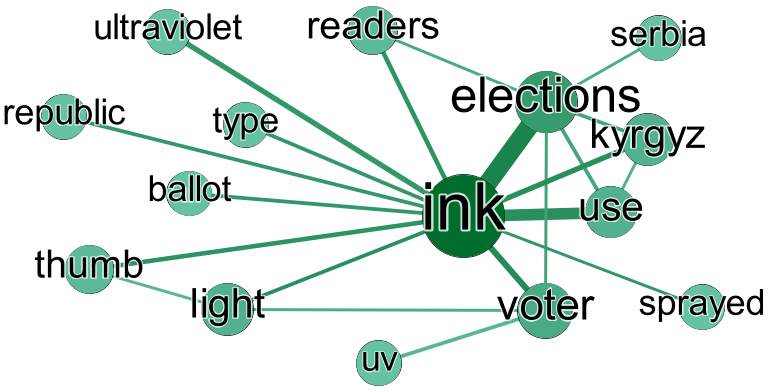 ultraviolet
readers
serbia
elections
republic
type
kyrgyz
ballot
ink
use
thumb
light
voter
sprayed
uv